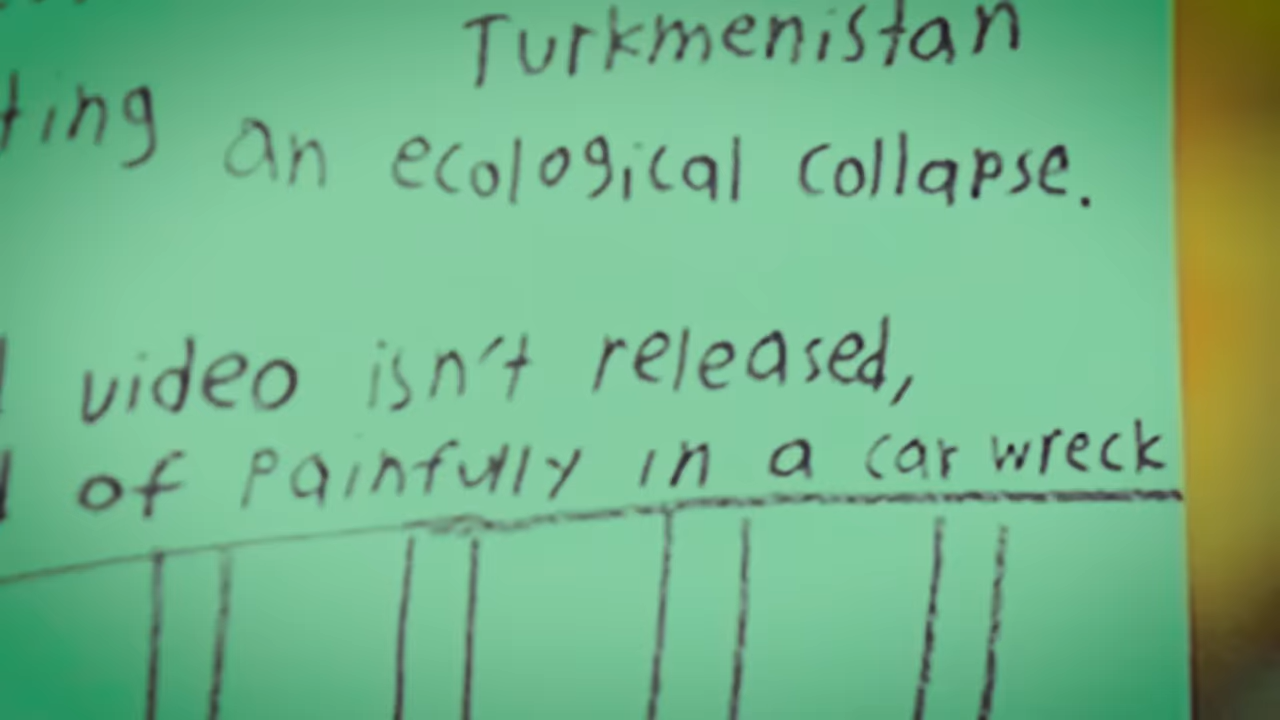 Turkmenistan
ting an ecological collapse.
video isn't released,
of painfully in a car wreck